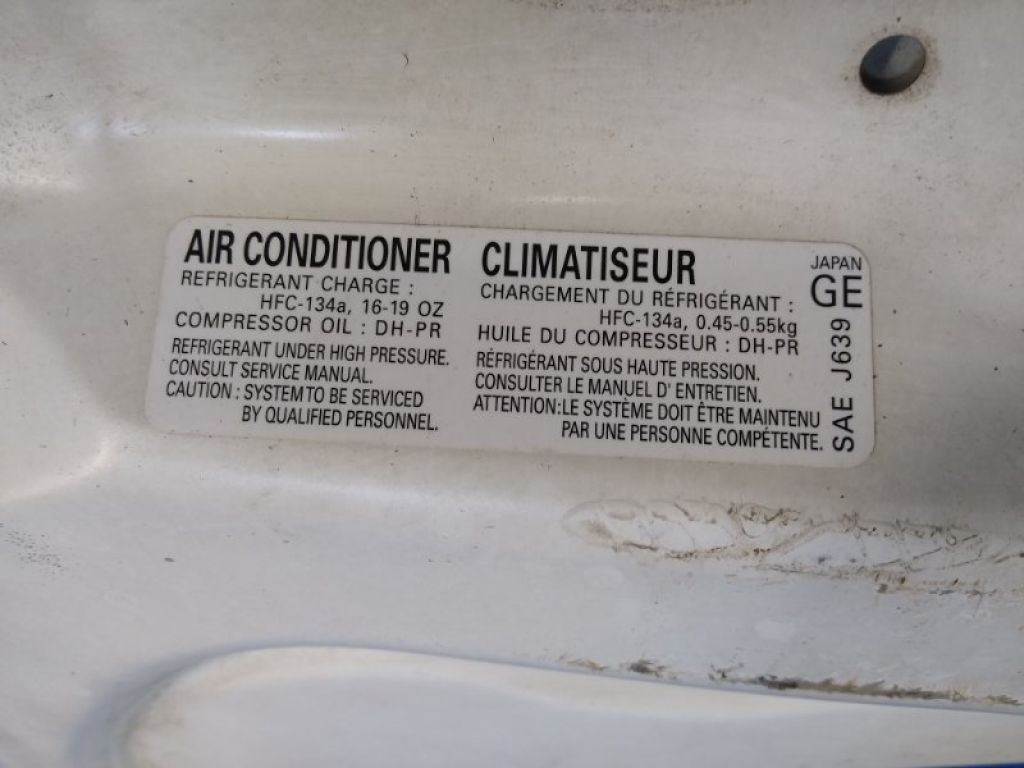 AIR CONDITIONER
REFRIGERANT CHARGE :
HFC-134a, 16-19 OZ
COMPRESSOR OIL : DH-PR
REFRIGERANT UNDER HIGH PRESSURE.
CONSULT SERVICE MANUAL.
CAUTION : SYSTEM TO BE SERVICED
BY QUALIFIED PERSONNEL.
CLIMATISEUR
CHARGEMENT DU RÉFRIGÉRANT :
HFC-134a, 0.45-0.55kg
HUILE DU COMPRESSEUR : DH-PR
RÉFRIGÉRANT SOUS HAUTE PRESSION.
CONSULTER LE MANUEL D' ENTRETIEN.
ATTENTION:LE SYSTÈME DOIT ÊTRE MAINTENU
PAR UNE PERSONNE COMPÉTENTE.
JAPAN
GE
SAE J639